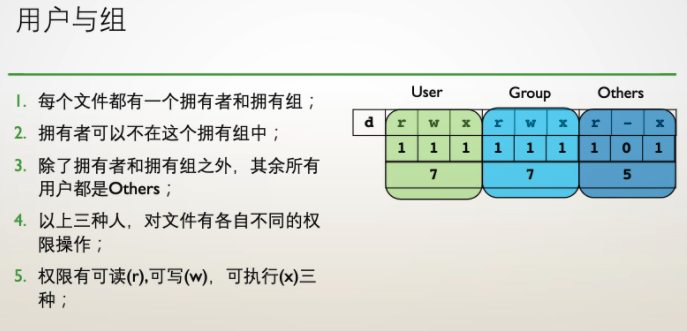 用户与组
1. 每个文件都有一个拥有者和拥有组；
2. 拥有者可以不在这个拥有组中；
3. 除了拥有者和拥有组之外，其余所有
用户都是Others；
4. 以上三种人，对文件有各自不同的权
限操作；
5. 权限有可读(r),可写(w)，可执行(x)三
种；
User Group Others
d r w x r w x r - x
1 1 1 1 1 1 1 0 1
7 7 5